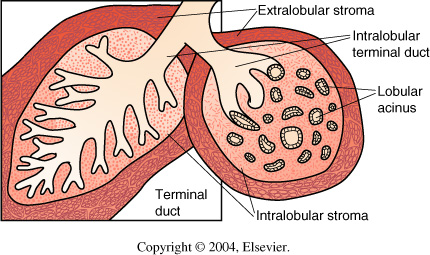 Extralobular stroma
Intralobular
terminal duct
Lobular
acinus
Terminal
duct
Intralobular stroma
Copyright © 2004, Elsevier.